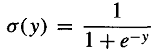 σ(y) = 1 / (1 + e^{-y})